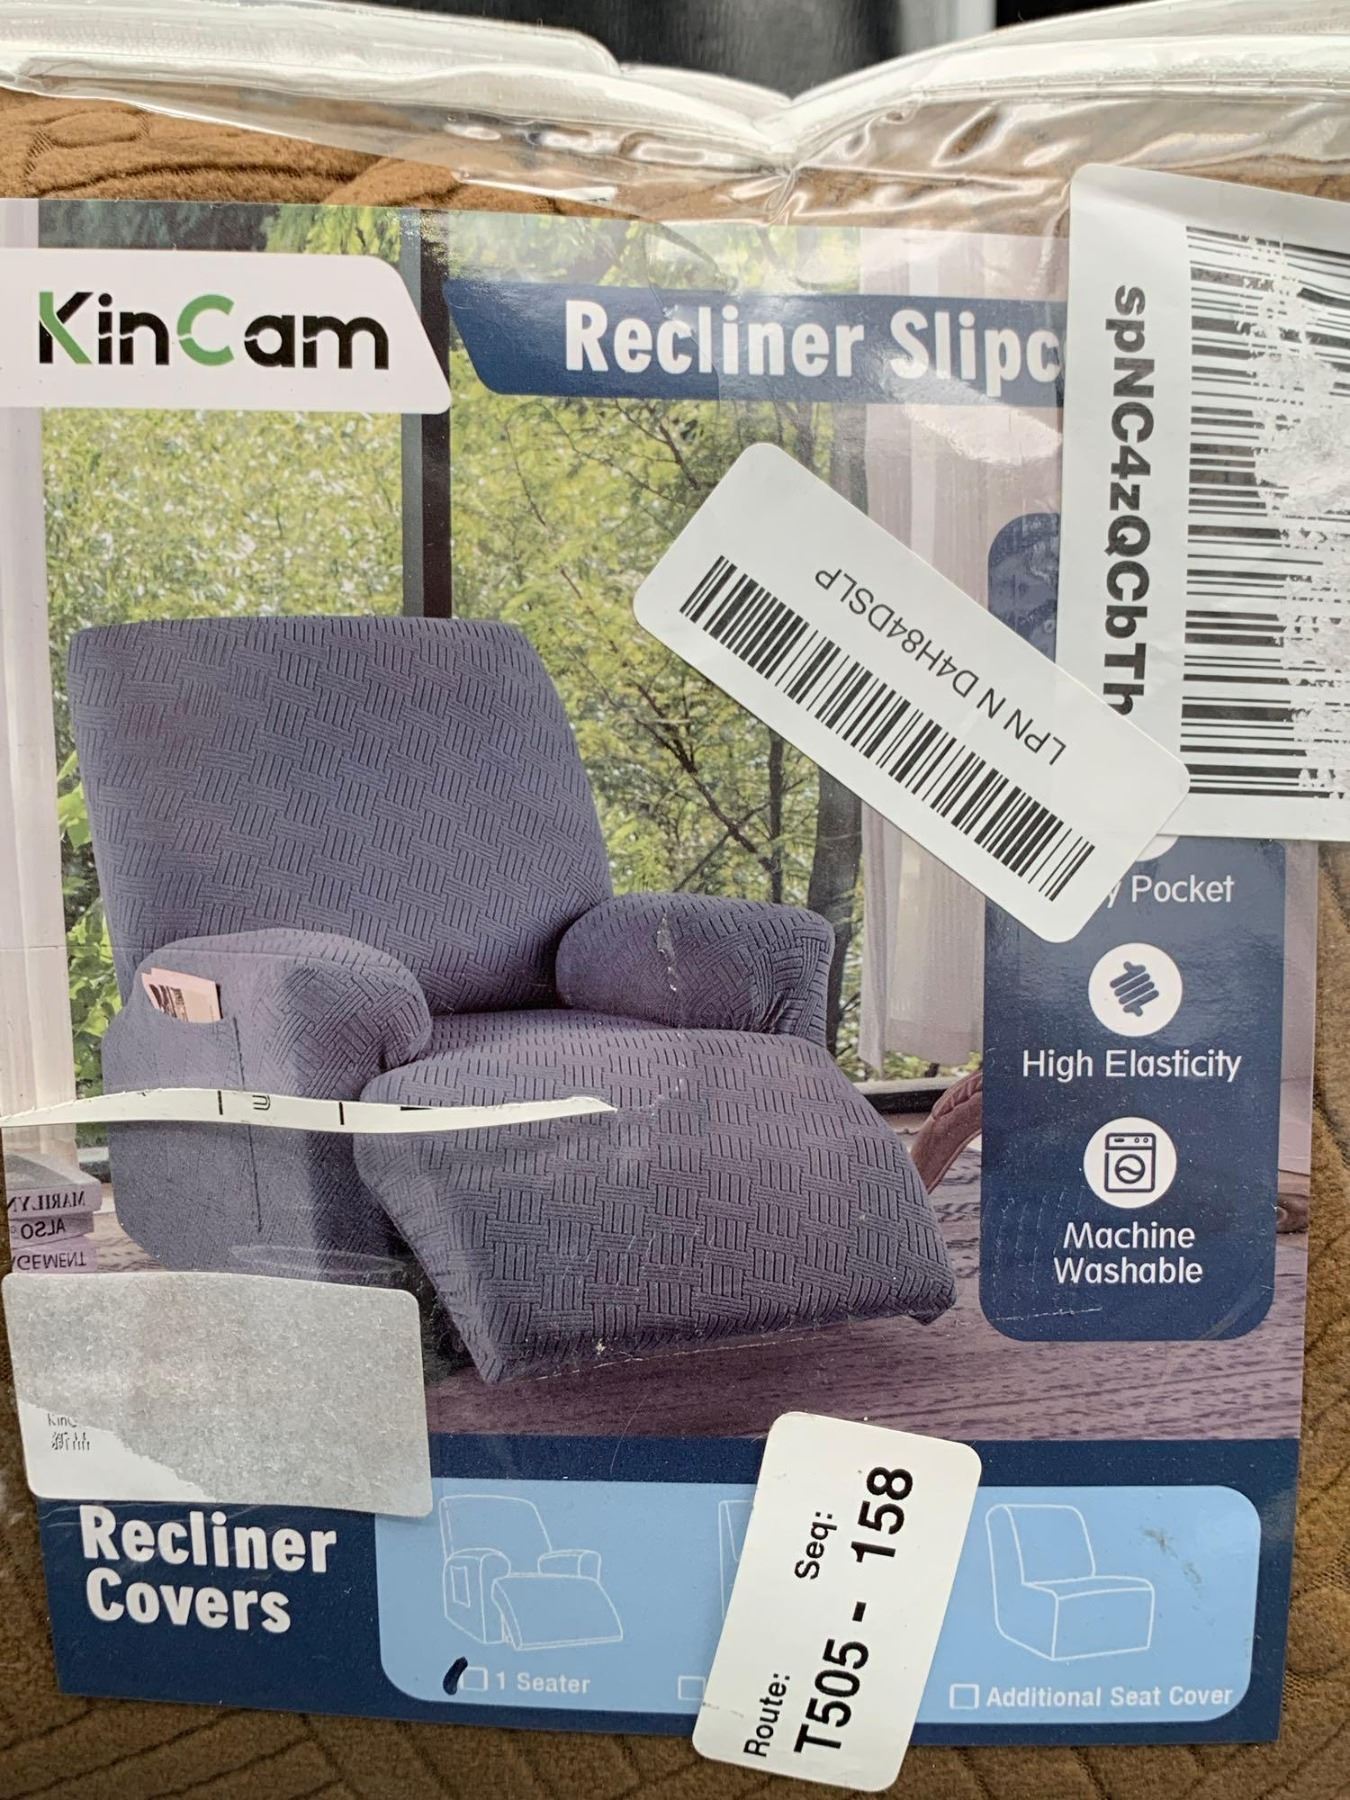 KinCam
Recliner Slipc
spNC4zQCbTh
LPN N D4H84DSLP
y Pocket
High Elasticity
Machine
Washable
MARILYN
ALSO
GEMENT
Recliner
Covers
1 Seater
Additional Seat Cover
Route: Seq:
T505 - 158